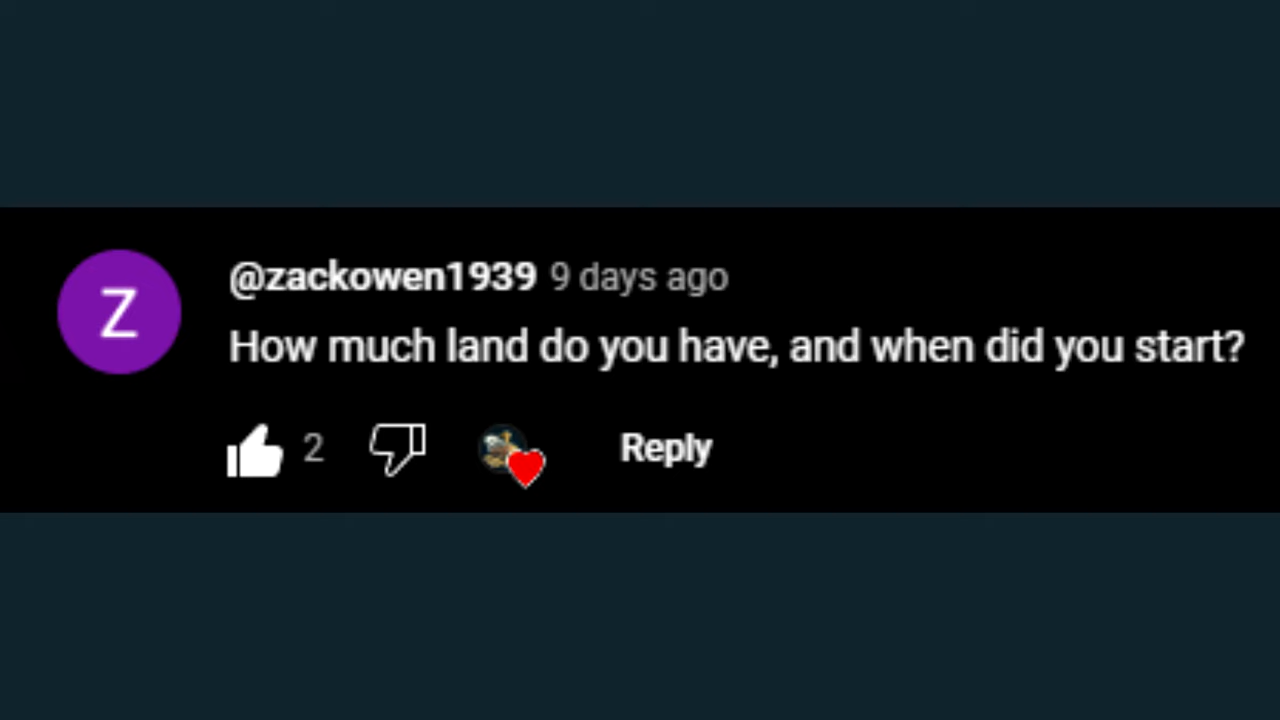 Z
@zackowen1939 9 days ago
How much land do you have, and when did you start?
2 Reply